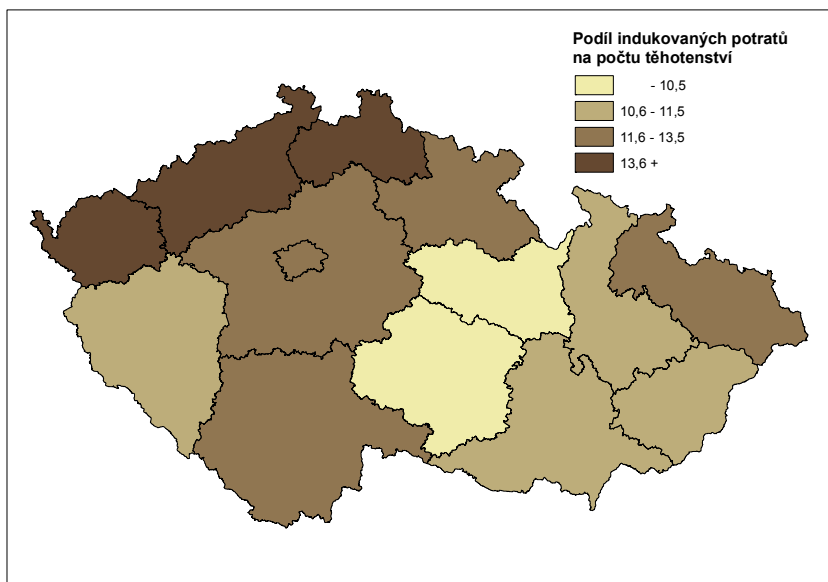 Podíl indukovaných potratů
na počtu těhotenství
- 10,5
10,6 - 11,5
11,6 - 13,5
13,6 +